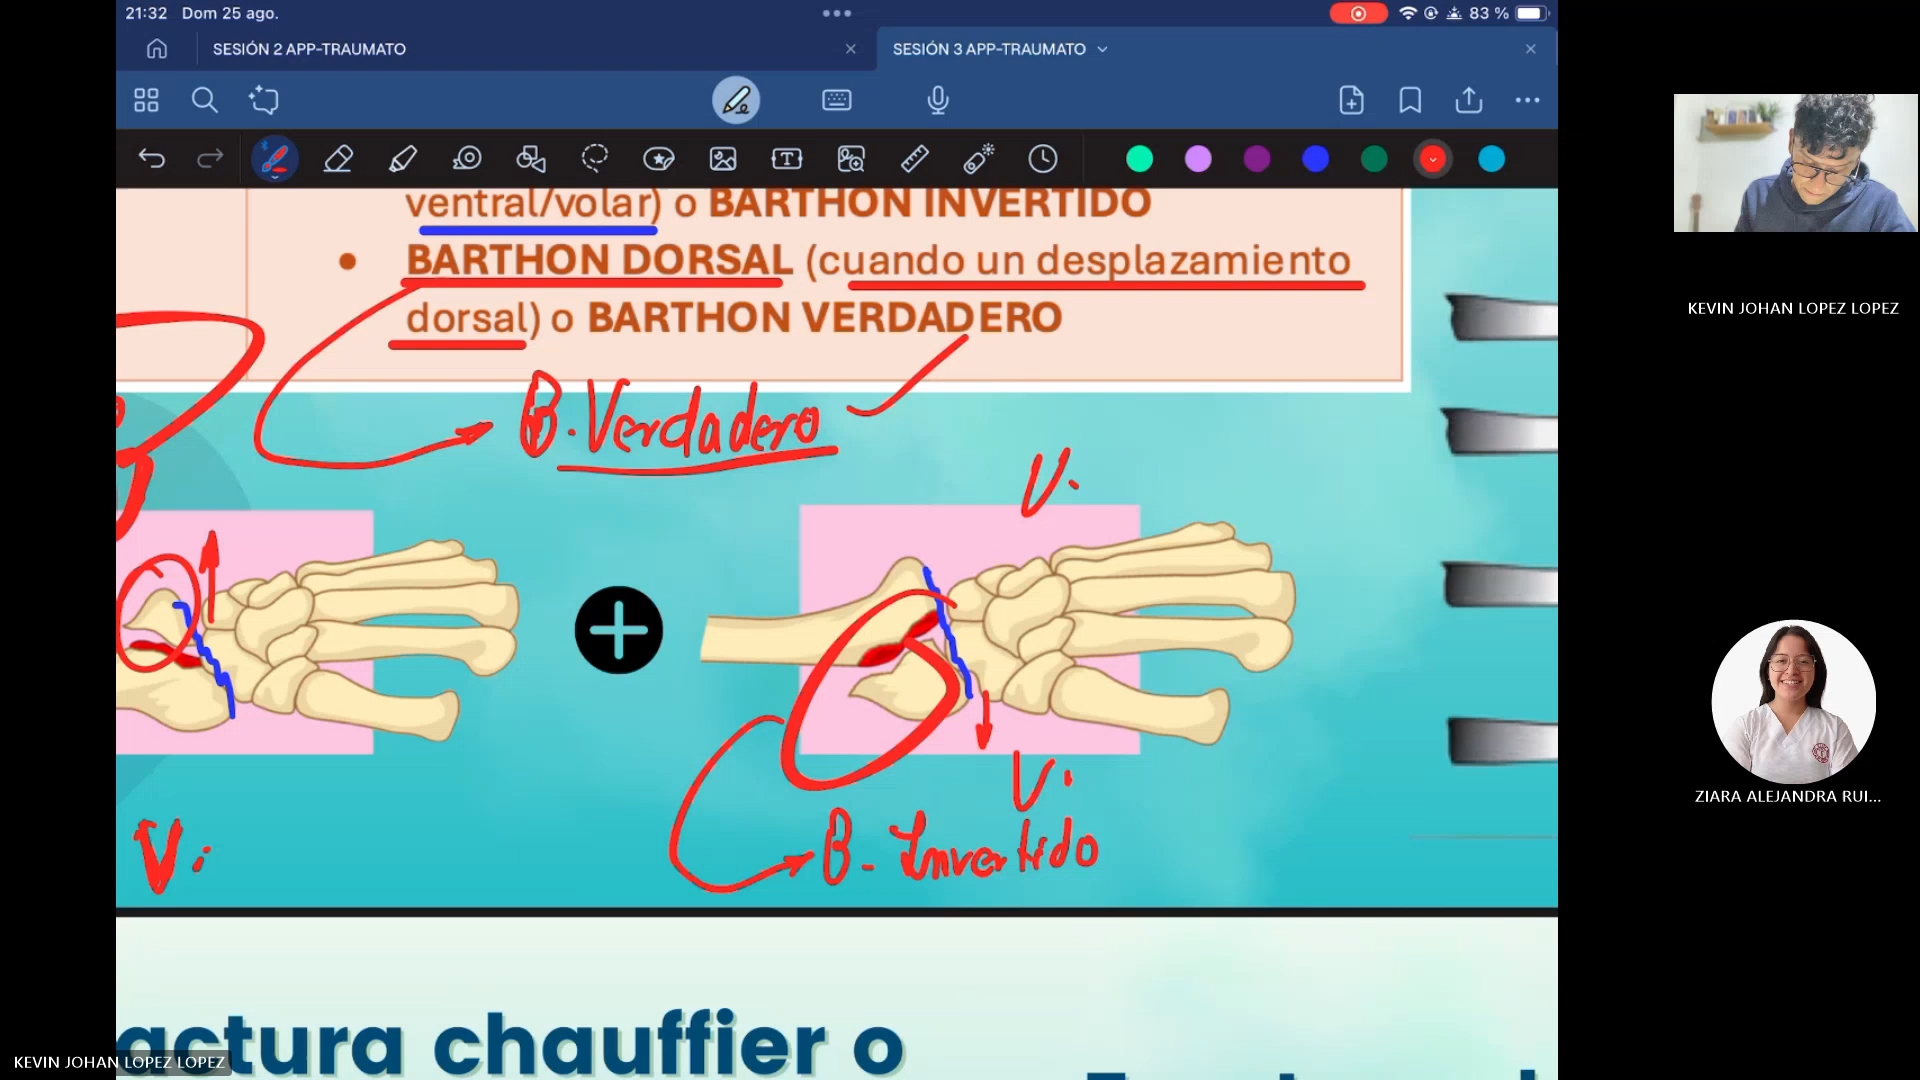 21:32 Dom 25 ago.
83 %
SESIÓN 2 APP-TRAUMATO
SESIÓN 3 APP-TRAUMATO
ventral/volar) o BARTHON INVERTIDO
• BARTHON DORSAL (cuando un desplazamiento
dorsal) o BARTHON VERDADERO
B. Verdadero
V.
V.
V.
B. Invertido
actura chauffier o
KEVIN JOHAN LOPEZ LOPEZ
KEVIN JOHAN LOPEZ LOPEZ
ZIARA ALEJANDRA RUI...